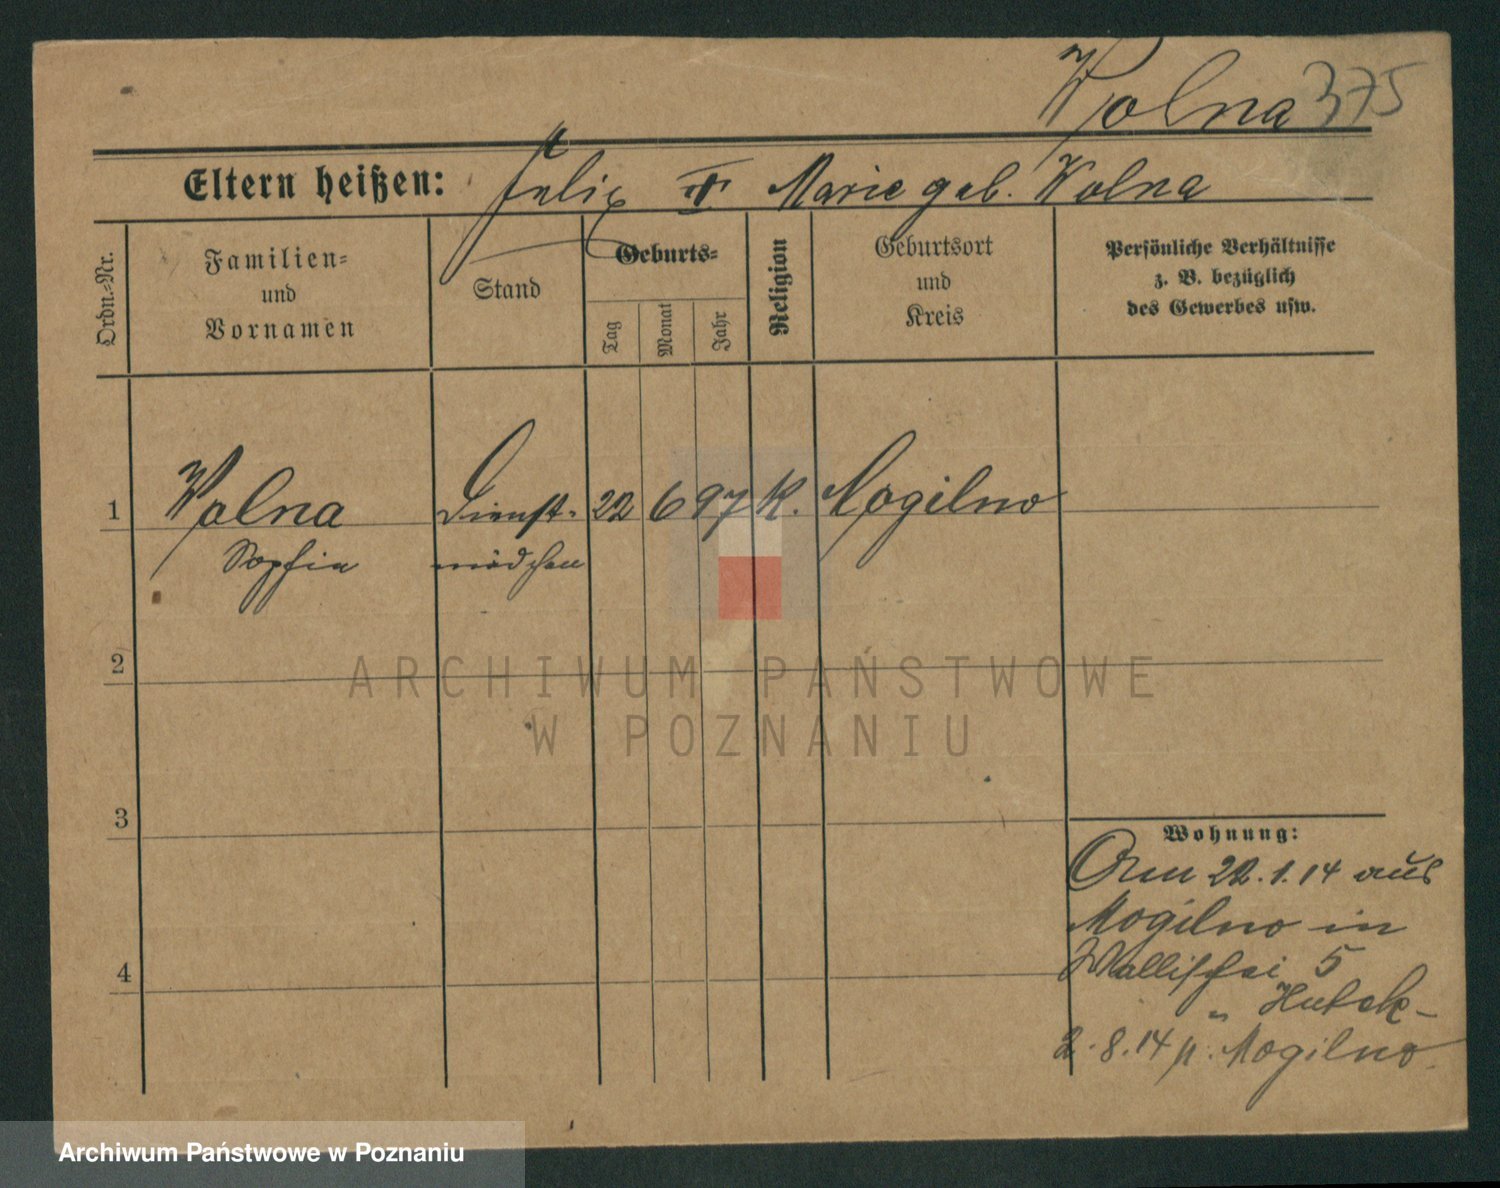 Wolna 375
Eltern heißen: Felix u. Marie geb. Wolna
Ordn.-Nr.
Familien-
und
Vornamen
Stand
Geburts-
Tag
Monat
Jahr
Religion
Geburtsort
und
Kreis
Persönliche Verhältnisse
z. B. bezüglich
des Gewerbes usw.
1 Wolna Dienst- 22 6 97 K. Mogilno
Sophia mädchen
2
3
4
Wohnung:
Am 22.1.14 aus
Mogilno in
Wallischei 5
" Hutek-
2.8.14 n. Mogilno.
ARCHIWUM PAŃSTWOWE
W POZNANIU
Archiwum Państwowe w Poznaniu